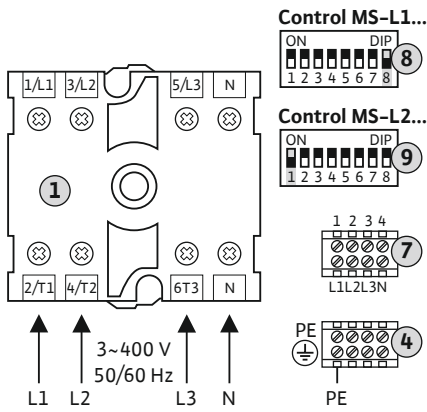 Control MS-L1...
ON DIP
1 2 3 4 5 6 7 8
8
1/L1 3/L2 5/L3 N
Control MS-L2...
ON DIP
1 2 3 4 5 6 7 8
9
1
1 2 3 4
7
L1L2L3N
2/T1 4/T2 6T3 N
PE
4
3~400 V
50/60 Hz
L1 L2 L3 N
PE